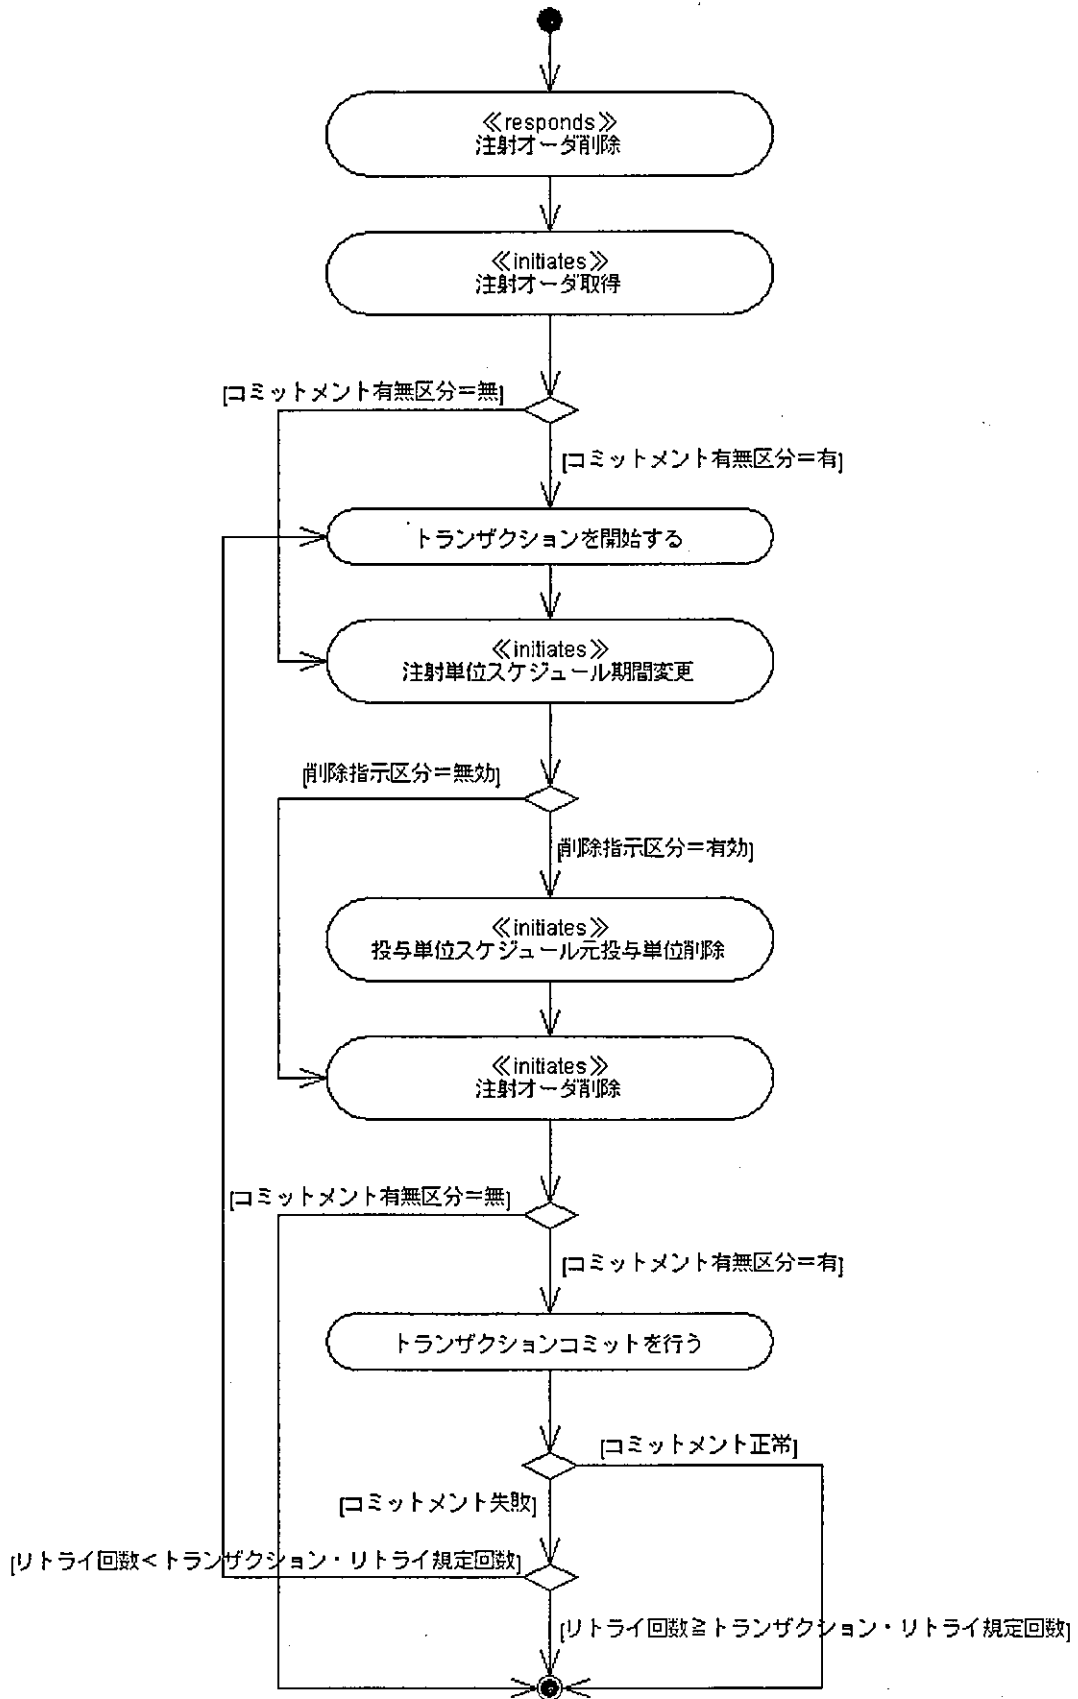 ≪responds≫
注射オーダ削除
≪initiates≫
注射オーダ取得
[コミットメント有無区分＝無]
[コミットメント有無区分＝有]
トランザクションを開始する
≪initiates≫
注射単位スケジュール期間変更
[削除指示区分＝無効]
[削除指示区分＝有効]
≪initiates≫
投与単位スケジュール元投与単位削除
≪initiates≫
注射オーダ削除
[コミットメント有無区分＝無]
[コミットメント有無区分＝有]
トランザクションコミットを行う
[コミットメント正常]
[コミットメント失敗]
[リトライ回数＜トランザクション・リトライ規定回数]
[リトライ回数≧トランザクション・リトライ規定回数]